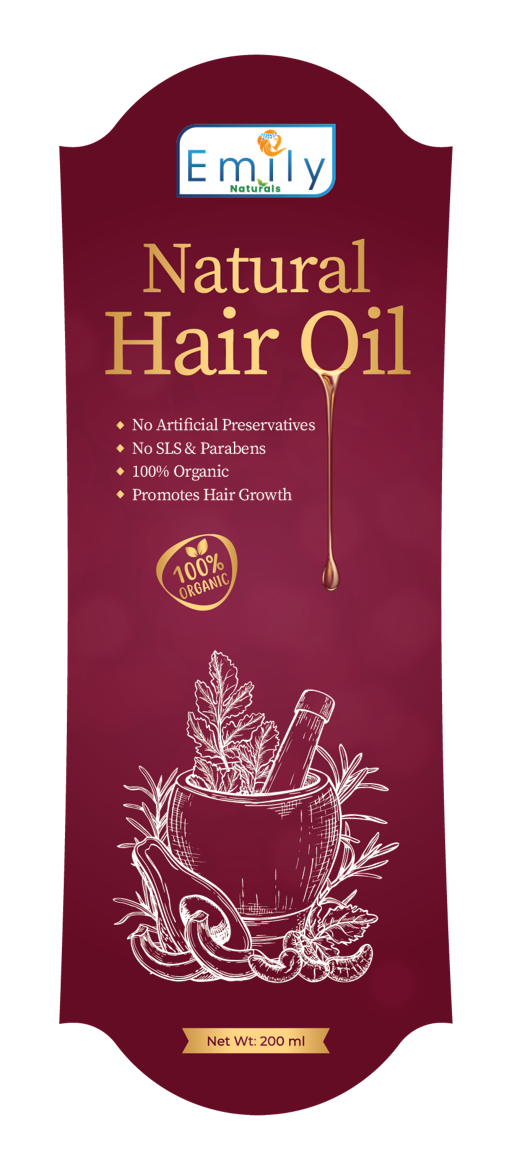 Emily
Naturals
Natural
Hair Oil
No Artificial Preservatives
No SLS & Parabens
100% Organic
Promotes Hair Growth
100%
ORGANIC
Net Wt: 200 ml